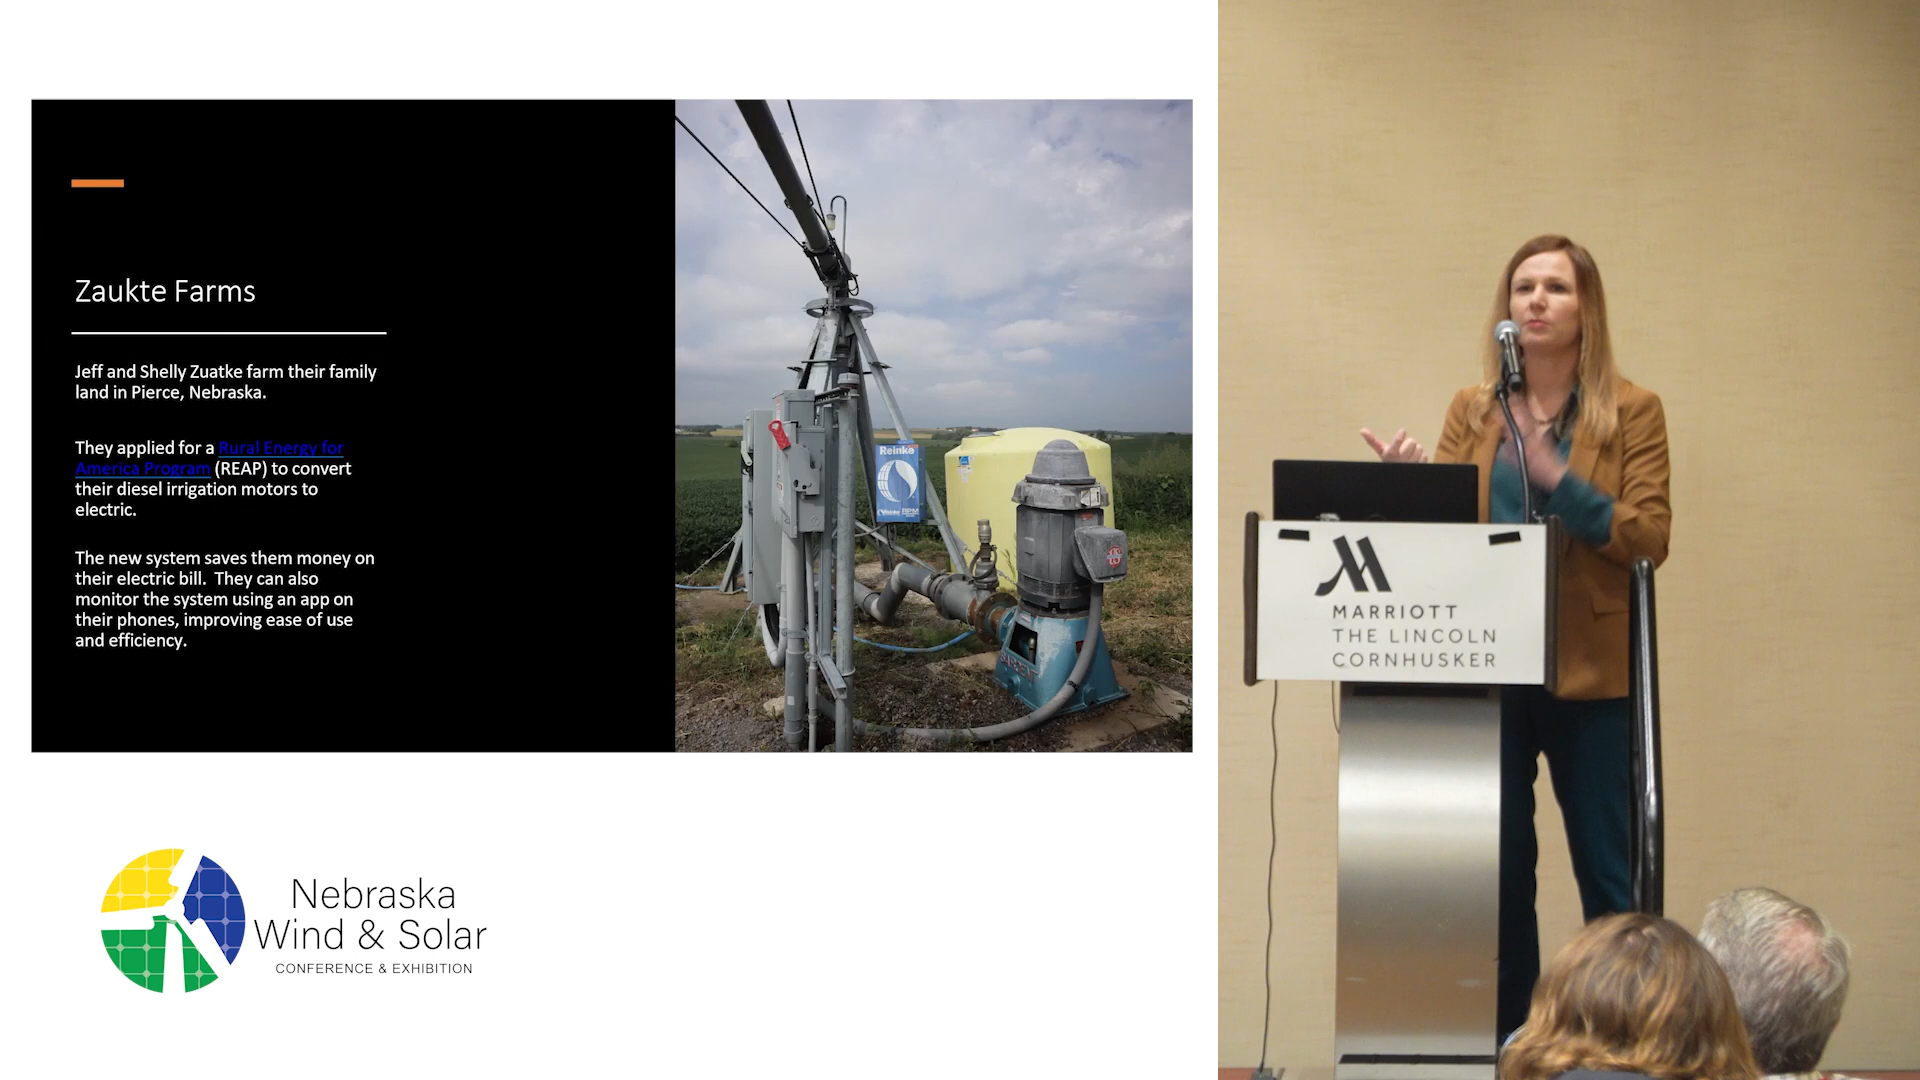 Zaukte Farms
Jeff and Shelly Zuatke farm their family
land in Pierce, Nebraska.
They applied for a Rural Energy for
America Program (REAP) to convert
their diesel irrigation motors to
electric.
The new system saves them money on
their electric bill.  They can also
monitor the system using an app on
their phones, improving ease of use
and efficiency.
Reinke
Nebraska
Wind & Solar
CONFERENCE & EXHIBITION
MARRIOTT
THE LINCOLN
CORNHUSKER